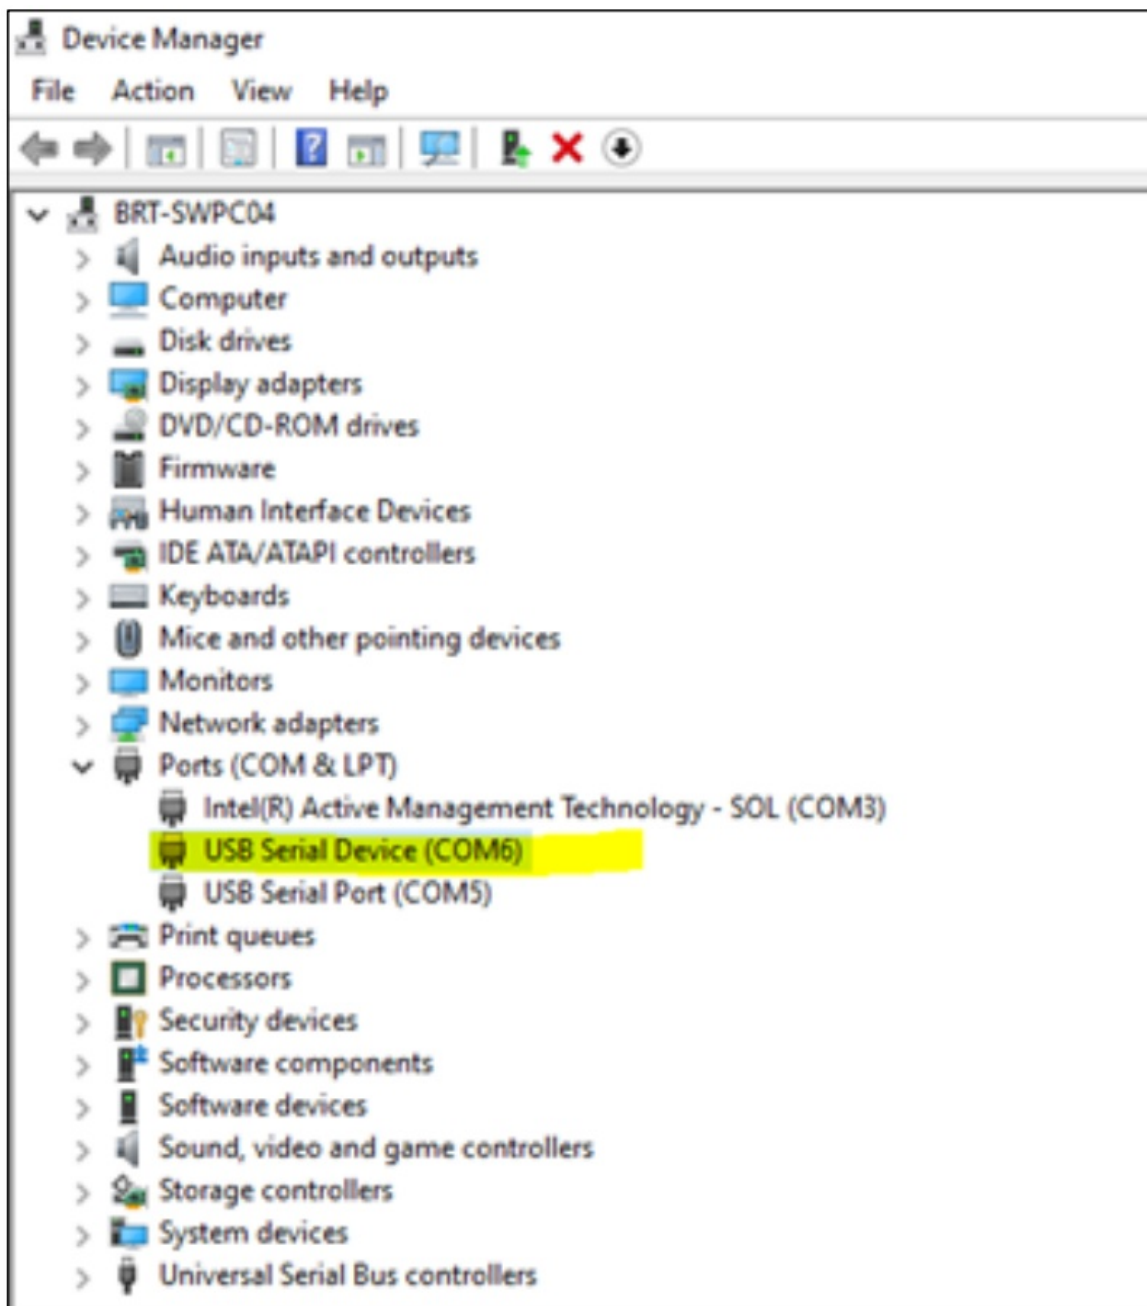 Device Manager
File Action View Help
BRT-SWPC04
Audio inputs and outputs
Computer
Disk drives
Display adapters
DVD/CD-ROM drives
Firmware
Human Interface Devices
IDE ATA/ATAPI controllers
Keyboards
Mice and other pointing devices
Monitors
Network adapters
Ports (COM & LPT)
Intel(R) Active Management Technology - SOL (COM3)
USB Serial Device (COM6)
USB Serial Port (COM5)
Print queues
Processors
Security devices
Software components
Software devices
Sound, video and game controllers
Storage controllers
System devices
Universal Serial Bus controllers